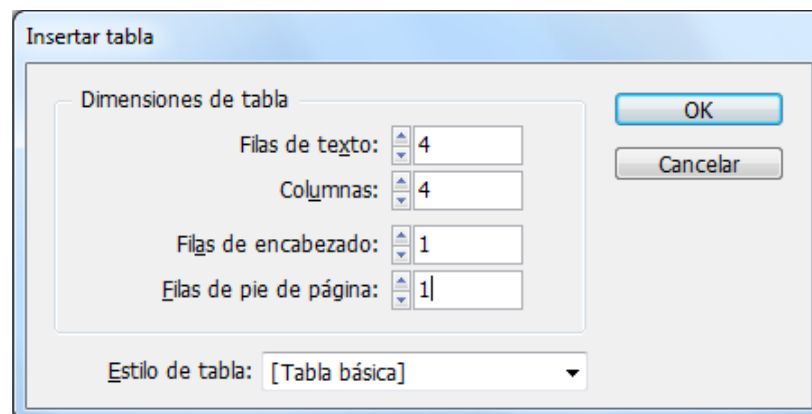 Insertar tabla
Dimensiones de tabla
Filas de texto: 4
Columnas: 4
Filas de encabezado: 1
Filas de pie de página: 1
Estilo de tabla: [Tabla básica]
OK
Cancelar